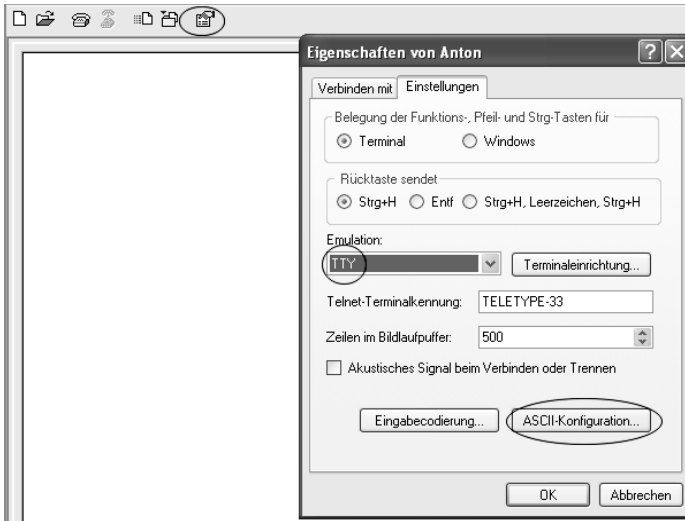 Eigenschaften von Anton
Verbinden mit Einstellungen
Belegung der Funktions-, Pfeil- und Strg-Tasten für
Terminal Windows
Rücktaste sendet
Strg+H Entf Strg+H, Leerzeichen, Strg+H
Emulation:
TTY Terminaleinrichtung...
Telnet-Terminalkennung: TELETYPE-33
Zeilen im Bildlaufpuffer: 500
Akustisches Signal beim Verbinden oder Trennen
Eingabecodierung... ASCII-Konfiguration...
OK Abbrechen